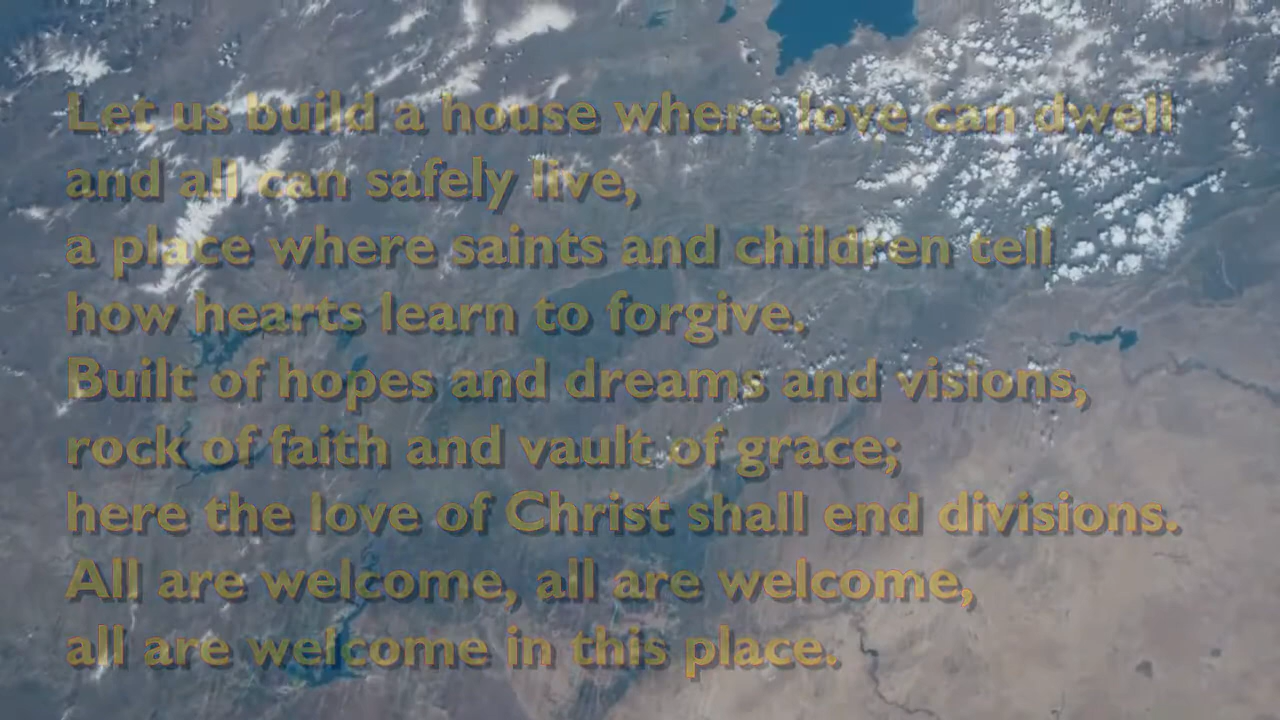 Let us build a house where love can dwell
and all can safely live,
a place where saints and children tell
how hearts learn to forgive.
Built of hopes and dreams and visions,
rock of faith and vault of grace;
here the love of Christ shall end divisions.
All are welcome, all are welcome,
all are welcome in this place.